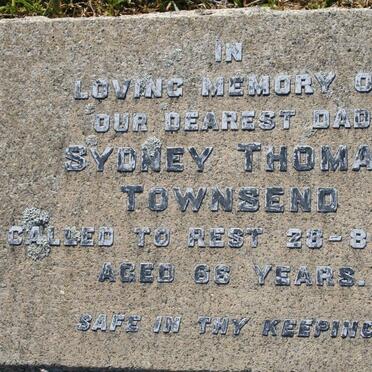 IN
LOVING MEMORY O
OUR DEAREST DAD
SYDNEY THOMA
TOWNSEND
CALLED TO REST 28-8
AGED 66 YEARS.
SAFE IN THY KEEPING